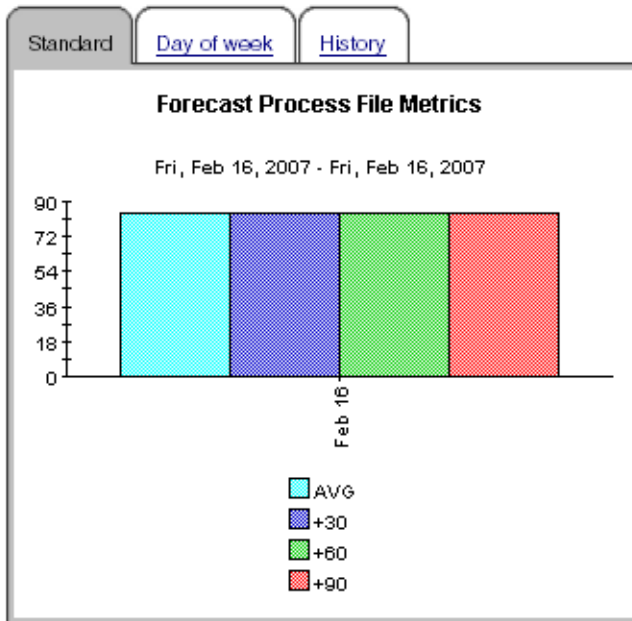 Standard Day of week History
Forecast Process File Metrics
Fri, Feb 16, 2007 - Fri, Feb 16, 2007
90
72
54
36
18
0
Feb 16
AVG
+30
+60
+90